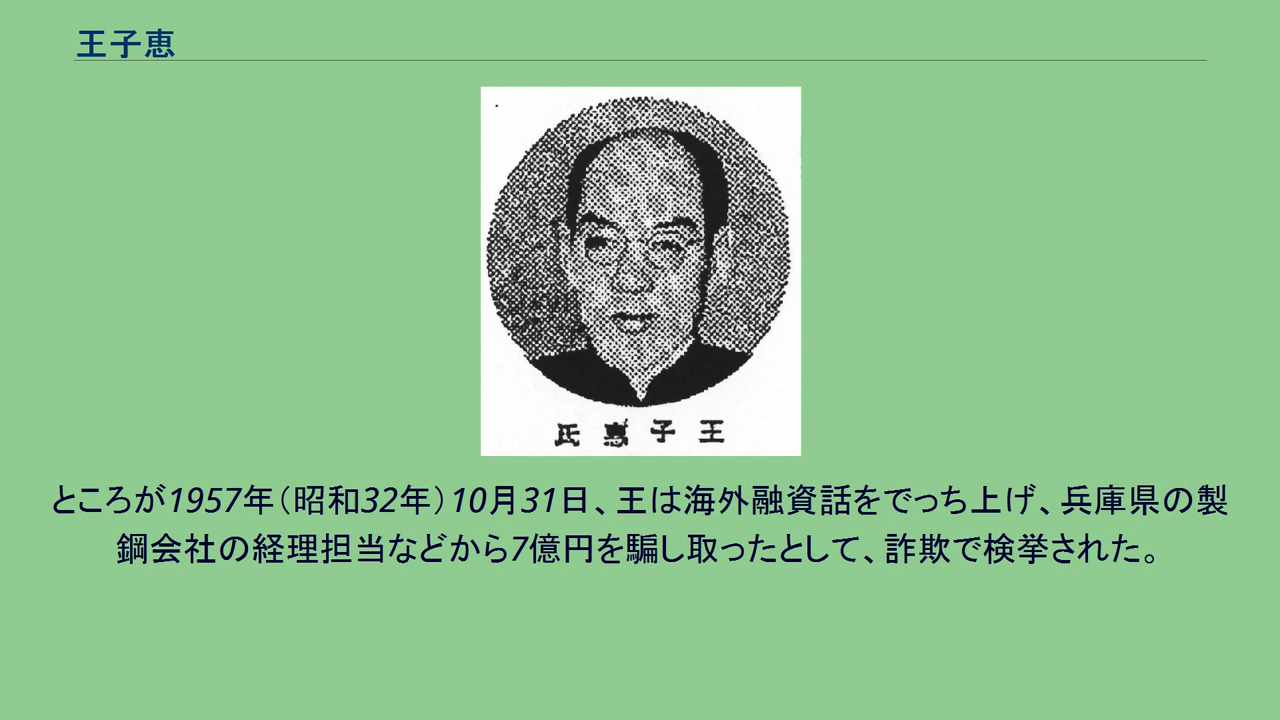 王子恵
氏惠子王
ところが1957年(昭和32年)10月31日、王は海外融資話をでっち上げ、兵庫県の製
鋼会社の経理担当などから7億円を騙し取ったとして、詐欺で検挙された。